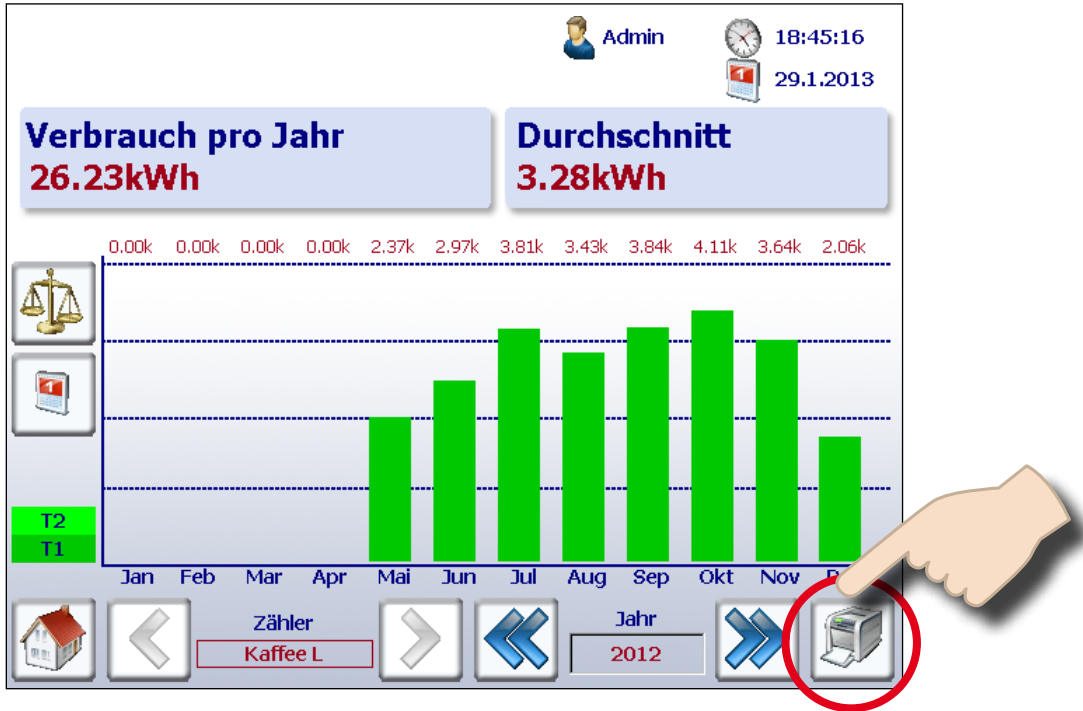 Admin
18:45:16
29.1.2013
Verbrauch pro Jahr
26.23kWh
Durchschnitt
3.28kWh
0.00k 0.00k 0.00k 0.00k 2.37k 2.97k 3.81k 3.43k 3.84k 4.11k 3.64k 2.06k
1
1
T2
T1
Jan Feb Mar Apr Mai Jun Jul Aug Sep Okt Nov
Zähler
Kaffee L
Jahr
2012